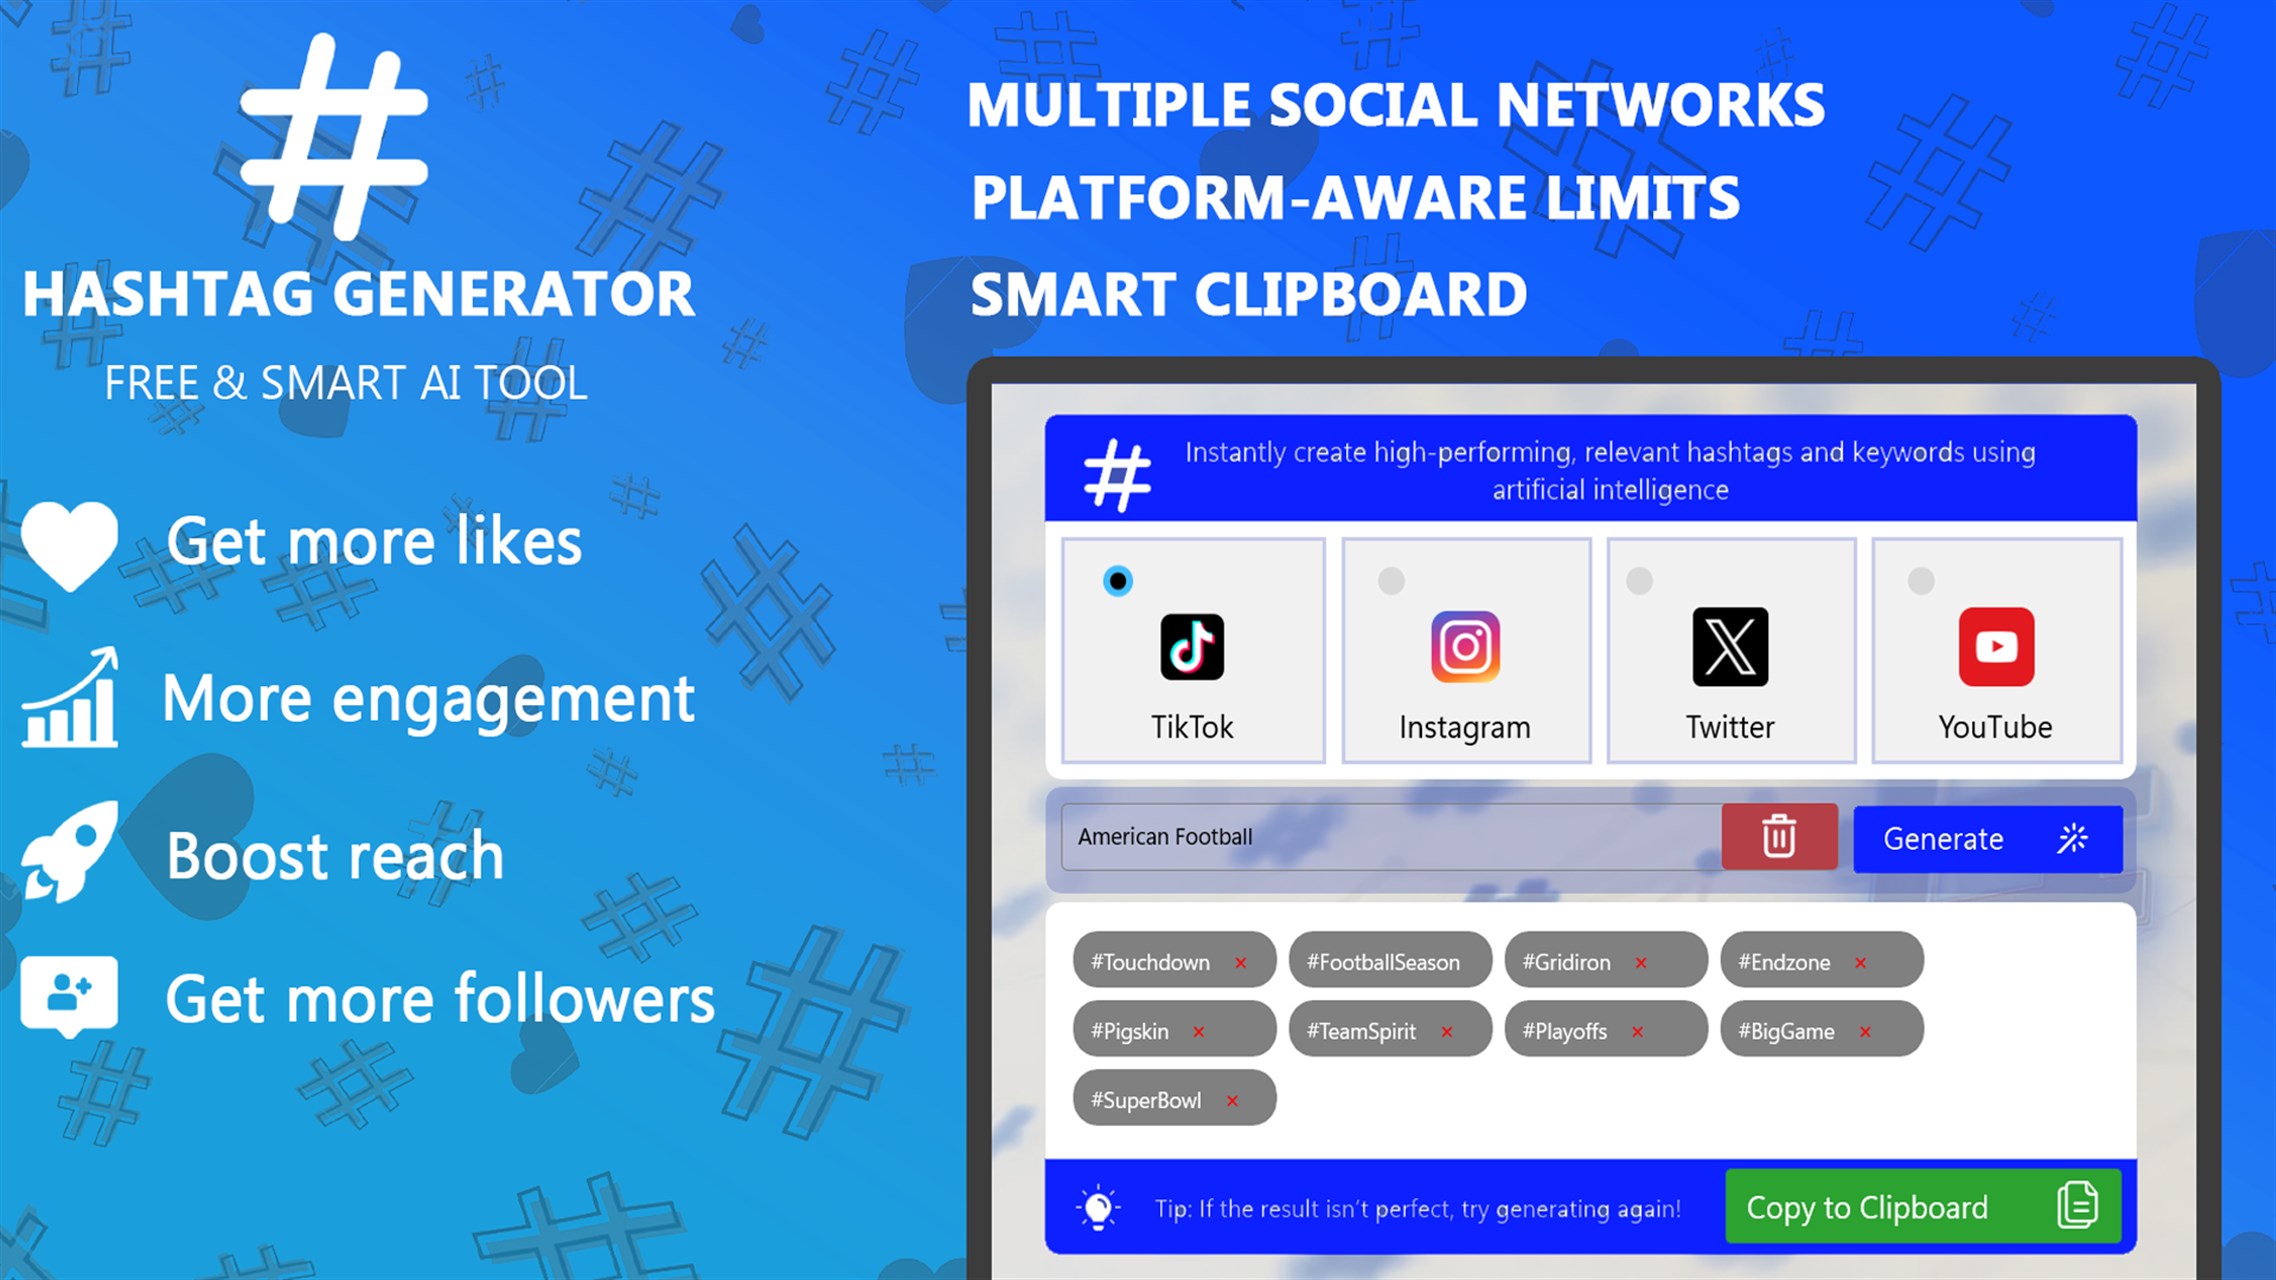 HASHTAG GENERATOR
FREE & SMART AI TOOL
Get more likes
More engagement
Boost reach
Get more followers
MULTIPLE SOCIAL NETWORKS
PLATFORM-AWARE LIMITS
SMART CLIPBOARD
Instantly create high-performing, relevant hashtags and keywords using
artificial intelligence
TikTok
Instagram
Twitter
YouTube
American Football
Generate
#Touchdown × #FootballSeason #Gridiron × #Endzone ×
#Pigskin × #TeamSpirit × #Playoffs × #BigGame ×
#SuperBowl ×
Tip: If the result isn’t perfect, try generating again!
Copy to Clipboard